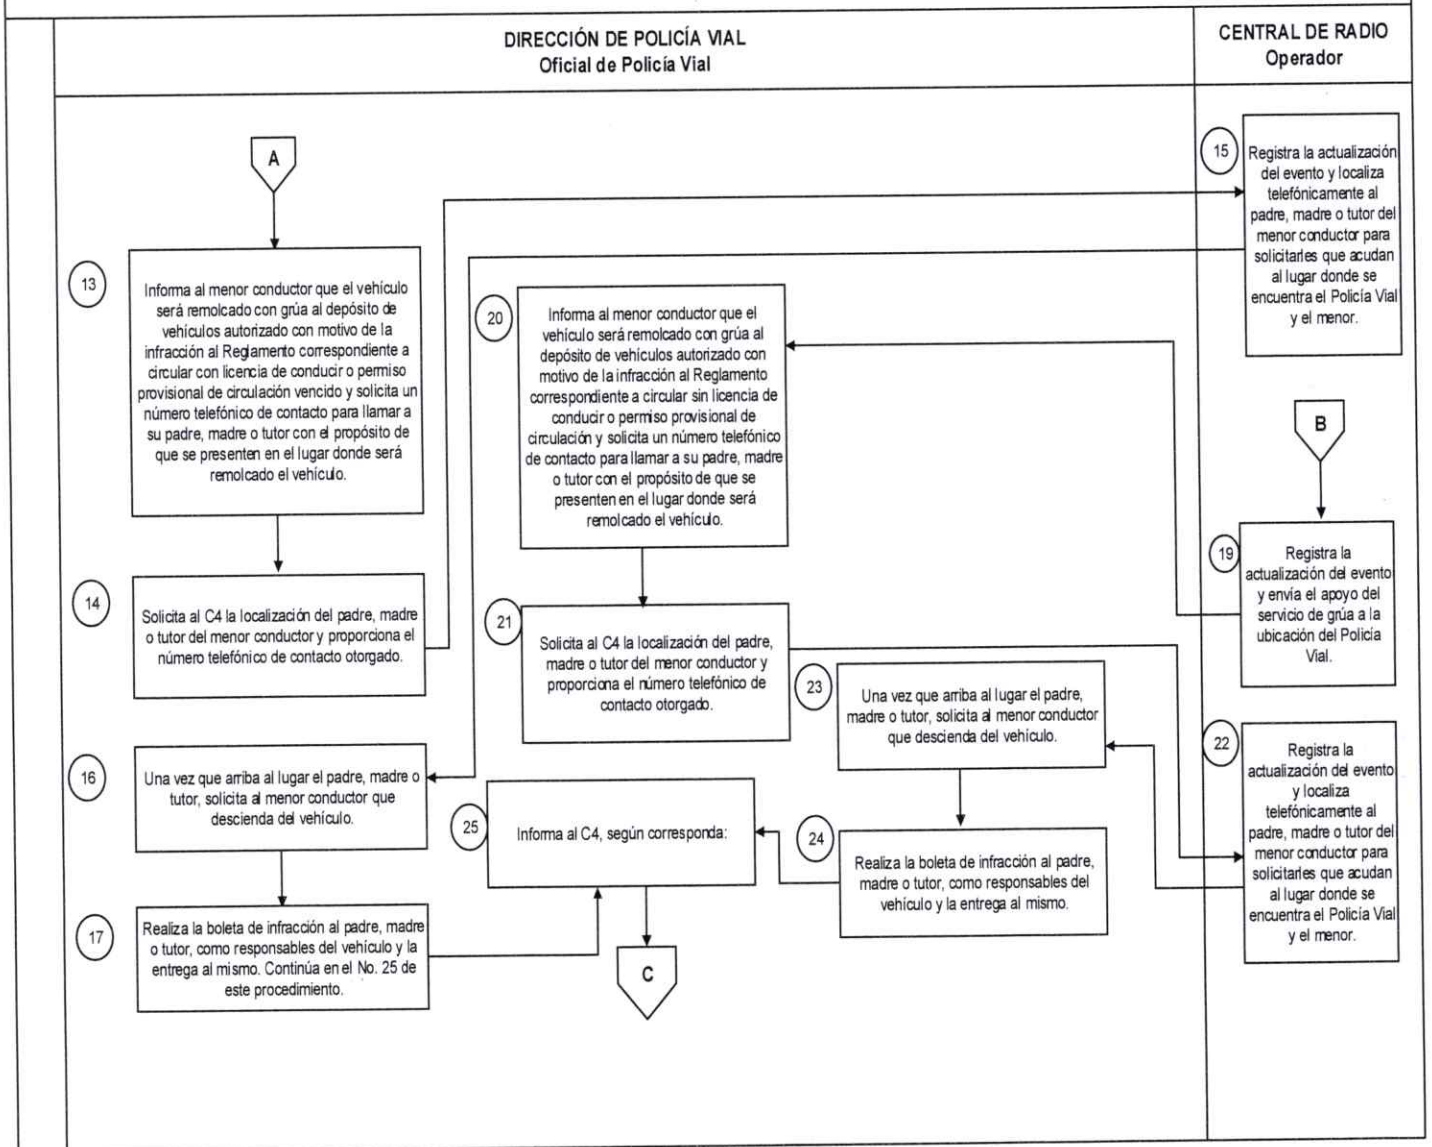 DIRECCIÓN DE POLICÍA VIAL
Oficial de Policía Vial
CENTRAL DE RADIO
Operador
A
13
Informa al menor conductor que el vehículo
será remolcado con grúa al depósito de
vehículos autorizado con motivo de la
infracción al Reglamento correspondiente a
circular con licencia de conducir o permiso
provisional de circulación vencido y solicita un
número telefónico de contacto para llamar a
su padre, madre o tutor con el propósito de
que se presenten en el lugar donde será
remolcado el vehículo.
14
Solicita al C4 la localización del padre, madre
o tutor del menor conductor y proporciona el
número telefónico de contacto otorgado.
15
Registra la actualización
del evento y localiza
telefónicamente al
padre, madre o tutor del
menor conductor para
solicitarles que acudan
al lugar donde se
encuentra el Policía Vial
y el menor.
16
Una vez que arriba al lugar el padre, madre o
tutor, solicita al menor conductor que
descienda del vehículo.
17
Realiza la boleta de infracción al padre, madre
o tutor, como responsables del vehículo y la
entrega al mismo. Continúa en el No. 25 de
este procedimiento.
B
19
Registra la
actualización del evento
y envía el apoyo del
servicio de grúa a la
ubicación del Policía
Vial.
20
Informa al menor conductor que el
vehículo será remolcado con grúa al
depósito de vehículos autorizado con
motivo de la infracción al Reglamento
correspondiente a circular sin licencia de
conducir o permiso provisional de
circulación y solicita un número telefónico
de contacto para llamar a su padre, madre
o tutor con el propósito de que se
presenten en el lugar donde será
remolcado el vehículo.
21
Solicita al C4 la localización del padre,
madre o tutor del menor conductor y
proporciona el número telefónico de
contacto otorgado.
22
Registra la
actualización del evento
y localiza
telefónicamente al
padre, madre o tutor del
menor conductor para
solicitarles que acudan
al lugar donde se
encuentra el Policía Vial
y el menor.
23
Una vez que arriba al lugar el padre,
madre o tutor, solicita al menor conductor
que descienda del vehículo.
24
Realiza la boleta de infracción al padre,
madre o tutor, como responsables del
vehículo y la entrega al mismo.
25
Informa al C4, según corresponda:
C